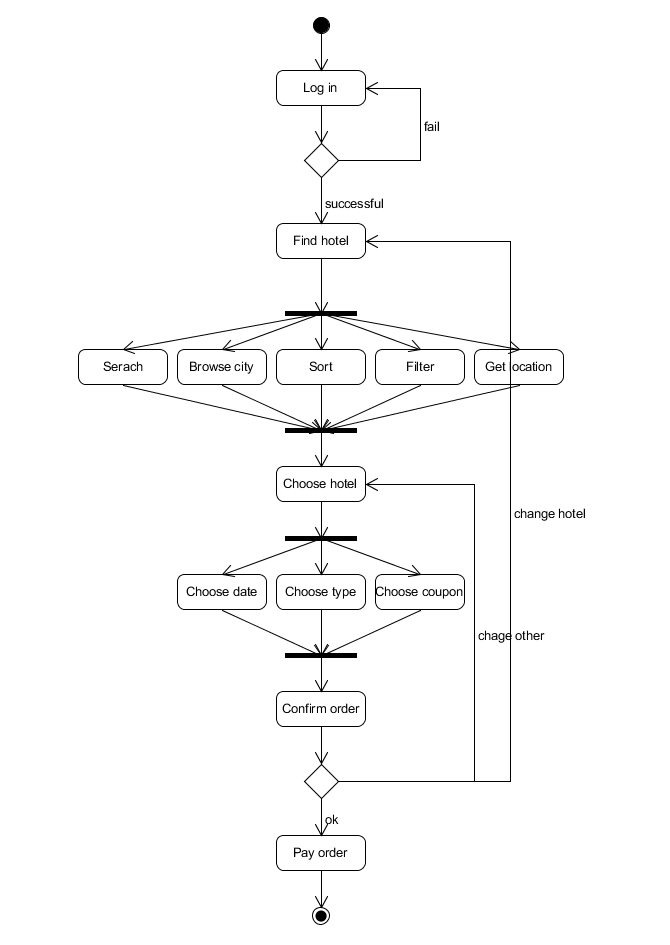 Log in
fail
successful
Find hotel
Serach
Browse city
Sort
Filter
Get location
Choose hotel
change hotel
Choose date
Choose type
Choose coupon
chage other
Confirm order
ok
Pay order